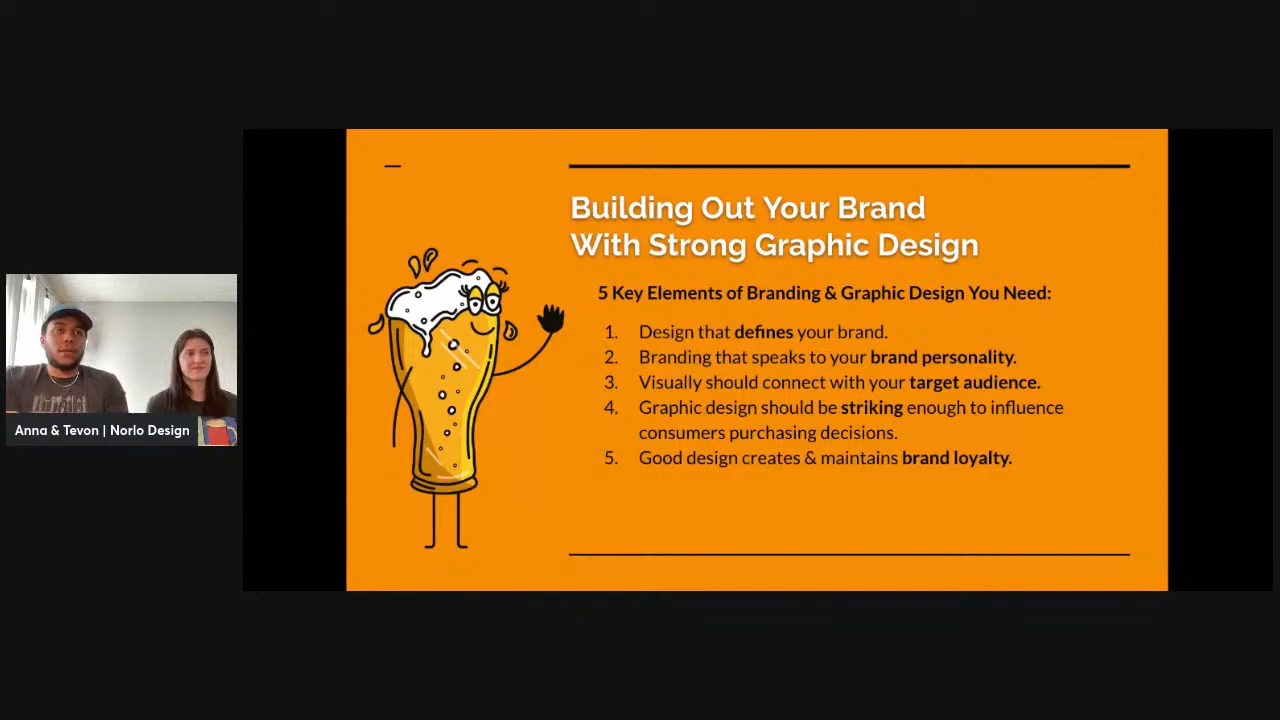 Building Out Your Brand
With Strong Graphic Design
5 Key Elements of Branding & Graphic Design You Need:
1. Design that defines your brand.
2. Branding that speaks to your brand personality.
3. Visually should connect with your target audience.
4. Graphic design should be striking enough to influence
consumers purchasing decisions.
5. Good design creates & maintains brand loyalty.
Anna & Tevon | Norlo Design